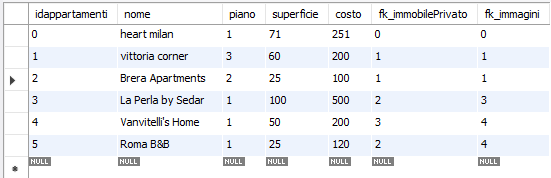 idappartamenti nome piano superficie costo fk_immobilePrivato fk_immagini
0 heart milan 1 71 251 0 0
1 vittoria corner 3 60 200 1 1
2 Brera Apartments 2 25 100 1 1
3 La Perla by Sedar 1 100 500 2 3
4 Vanvitelli's Home 1 50 200 3 4
5 Roma B&B 1 25 120 2 4
NULL NULL NULL NULL NULL NULL NULL